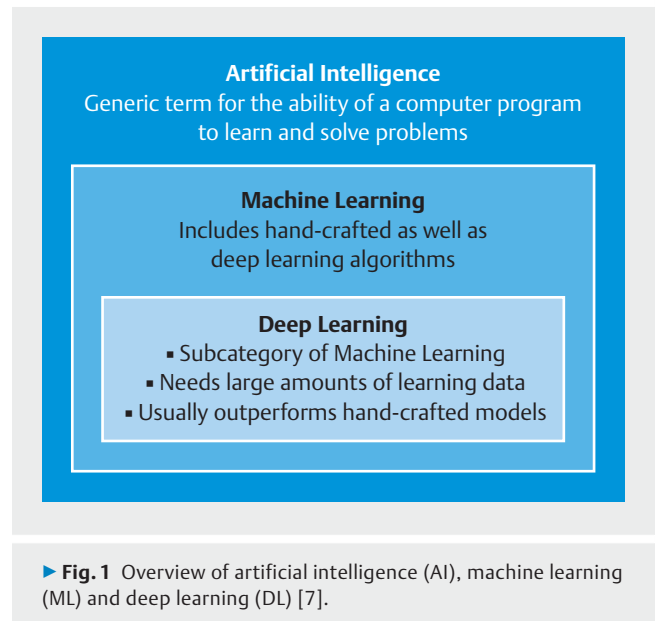 Artificial Intelligence
Generic term for the ability of a computer program
to learn and solve problems
Machine Learning
Includes hand-crafted as well as
deep learning algorithms
Deep Learning
▪ Subcategory of Machine Learning
▪ Needs large amounts of learning data
▪ Usually outperforms hand-crafted models
▶ Fig. 1 Overview of artificial intelligence (AI), machine learning
(ML) and deep learning (DL) [7].